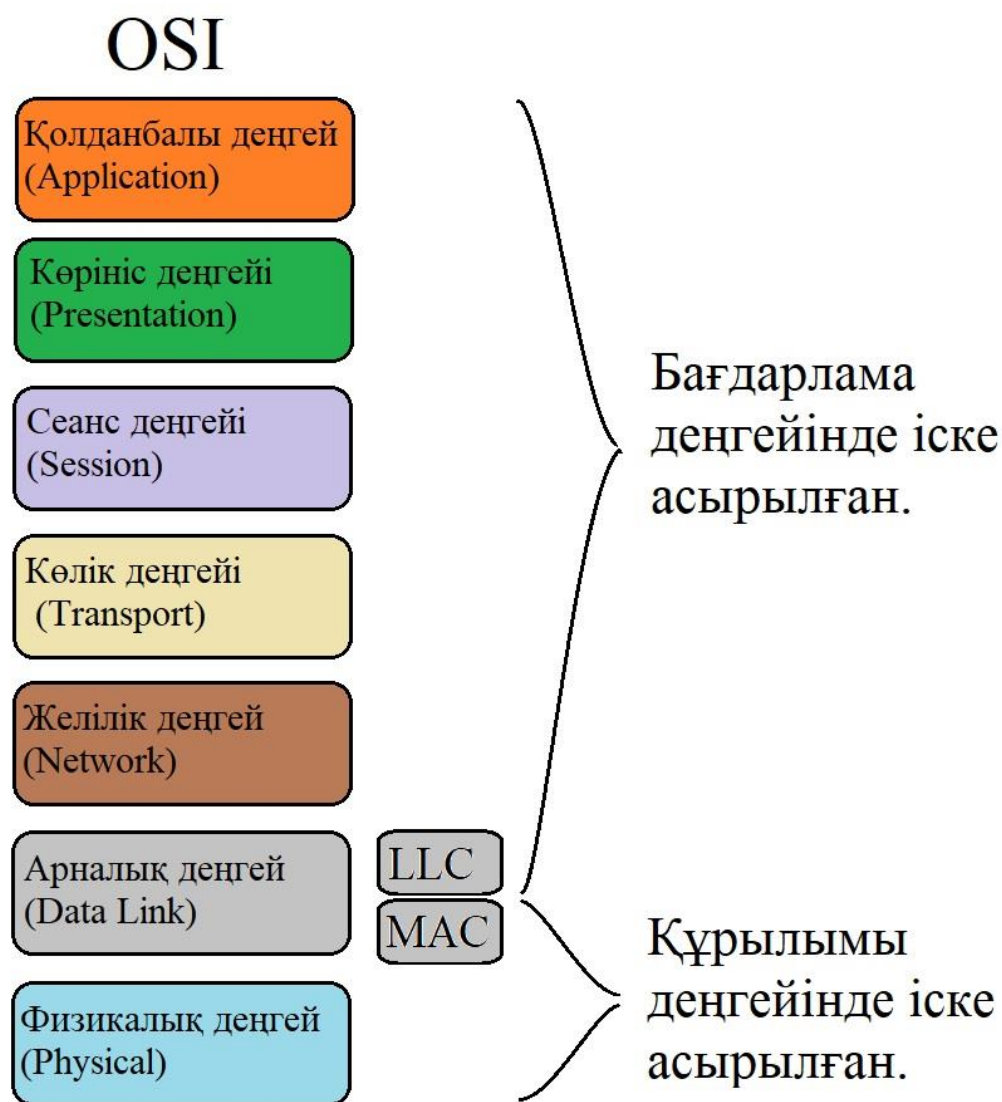 OSI
Қолданбалы деңгей
(Application)
Көрініс деңгейі
(Presentation)
Сеанс деңгейі
(Session)
Көлік деңгейі
(Transport)
Желілік деңгей
(Network)
Арналық деңгей
(Data Link)
LLC
MAC
Физикалық деңгей
(Physical)
Бағдарлама
деңгейінде іске
асырылған.
Құрылымы
деңгейінде іске
асырылған.